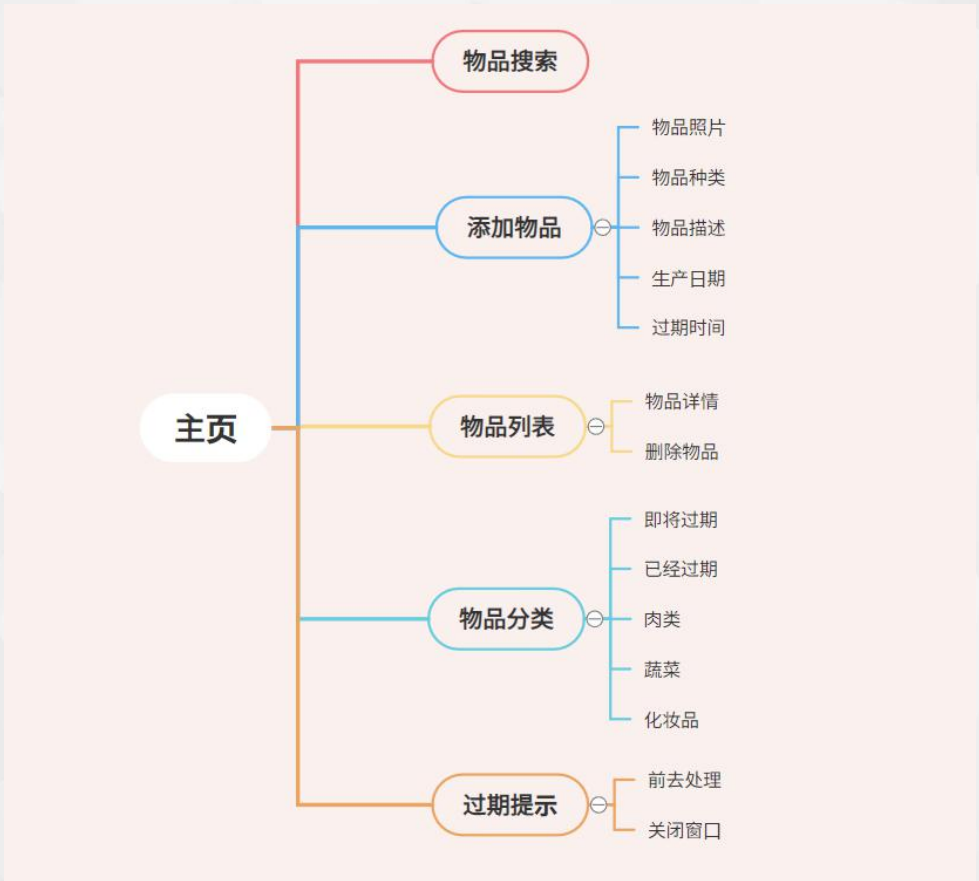 物品搜索
物品照片
物品种类
添加物品
物品描述
生产日期
过期时间
物品详情
主页
物品列表
删除物品
即将过期
已经过期
物品分类
肉类
蔬菜
化妆品
前去处理
过期提示
关闭窗口